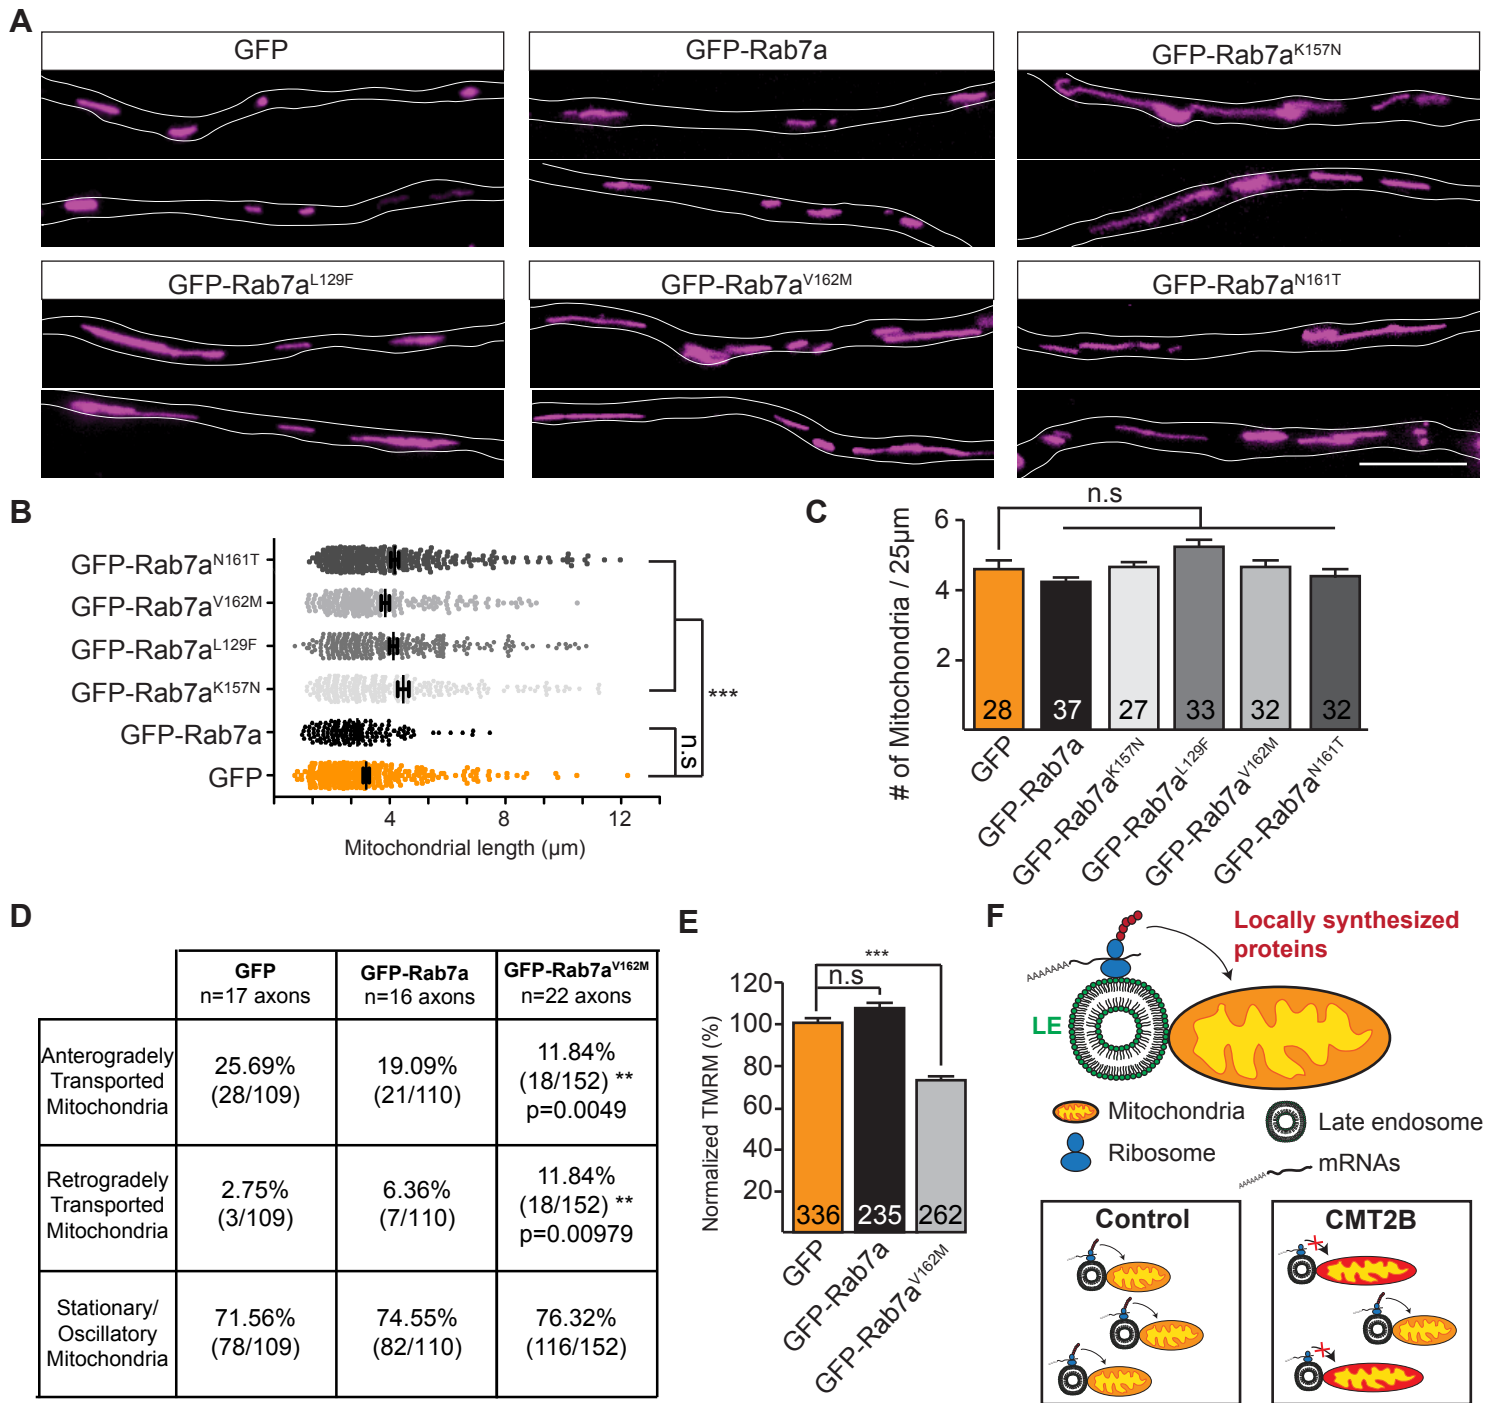 A
GFP
GFP-Rab7a
GFP-Rab7aK157N
GFP-Rab7aL129F
GFP-Rab7aV162M
GFP-Rab7aN161T
B
GFP-Rab7aN161T
GFP-Rab7aV162M
GFP-Rab7aL129F
GFP-Rab7aK157N
GFP-Rab7a
GFP
n.s
***
4 8 12
Mitochondrial length (µm)
C
# of Mitochondria / 25µm
6
4
2
n.s
28 37 27 33 32 32
GFP
GFP-Rab7a
GFP-Rab7aK157N
GFP-Rab7aL129F
GFP-Rab7aV162M
GFP-Rab7aN161T
D
GFP
n=17 axons
GFP-Rab7a
n=16 axons
GFP-Rab7aV162M
n=22 axons
Anterogradely
Transported
Mitochondria
25.69%
(28/109)
19.09%
(21/110)
11.84%
(18/152) **
p=0.0049
Retrogradely
Transported
Mitochondria
2.75%
(3/109)
6.36%
(7/110)
11.84%
(18/152) **
p=0.00979
Stationary/
Oscillatory
Mitochondria
71.56%
(78/109)
74.55%
(82/110)
76.32%
(116/152)
E
Normalized TMRM (%)
120
100
80
60
40
20
***
n.s
336 235 262
GFP
GFP-Rab7a
GFP-Rab7aV162M
F
Locally synthesized
proteins
AAAAAAA
LE
Mitochondria
Late endosome
Ribosome
AAAAAAA
mRNAs
Control
CMT2B